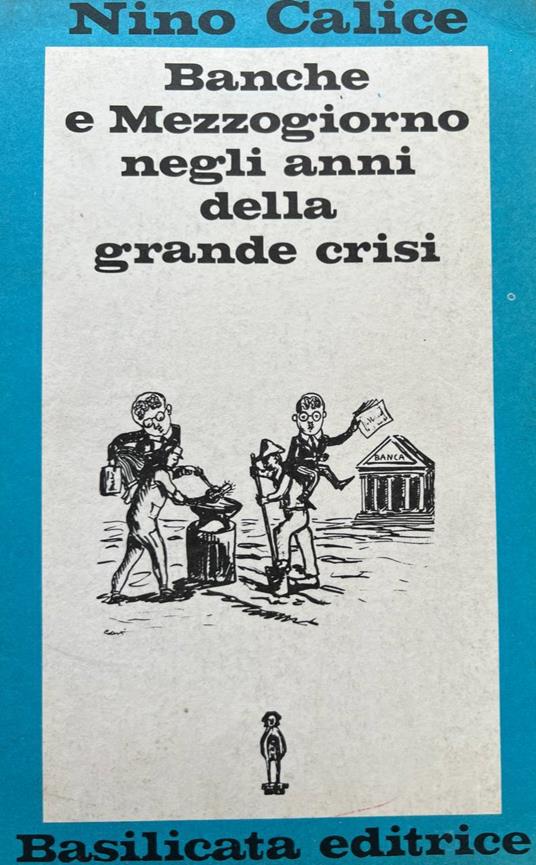 Nino Calice
Banche
e Mezzogiorno
negli anni
della
grande crisi
BANCA
Basilicata editrice